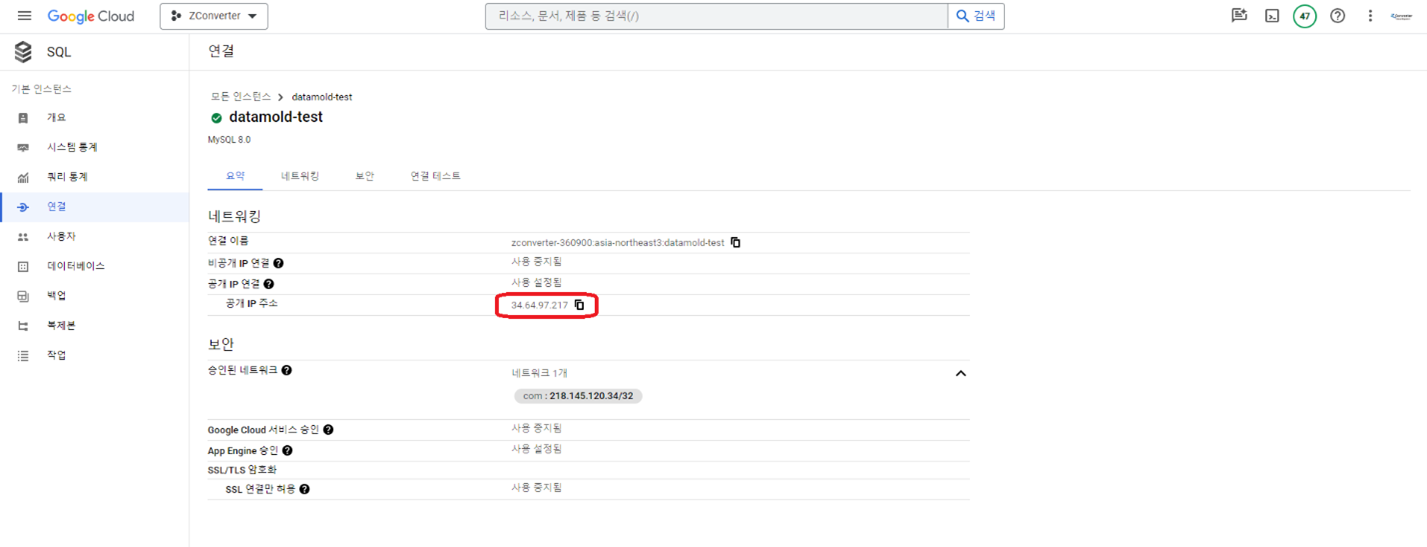 Google Cloud ZConverter 리소스, 문서, 제품 등 검색(/) 검색 47
SQL 연결
기본 인스턴스
개요
시스템 통계
쿼리 통계
연결
사용자
데이터베이스
백업
복제본
작업
모든 인스턴스 > datamold-test
datamold-test
MySQL 8.0
요약 네트워킹 보안 연결 테스트
네트워킹
연결 이름 zconverter-360900:asia-northeast3:datamold-test
비공개 IP 연결 사용 중지됨
공개 IP 연결 사용 설정됨
공개 IP 주소 34.64.97.217
보안
승인된 네트워크 네트워크 1개
com : 218.145.120.34/32
Google Cloud 서비스 승인 사용 중지됨
App Engine 승인 사용 설정됨
SSL/TLS 암호화
SSL 연결만 허용 사용 중지됨